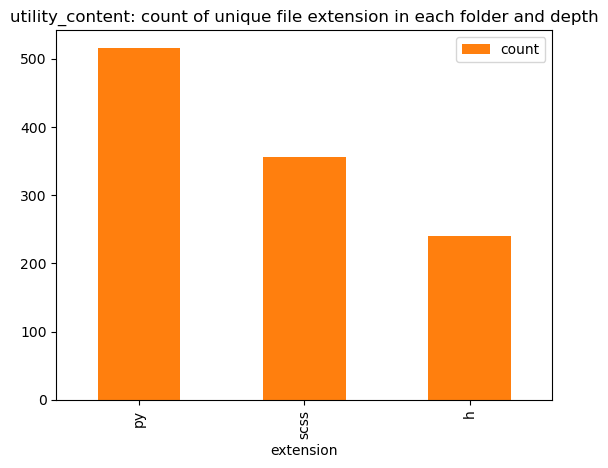 utility_content: count of unique file extension in each folder and depth
count
500
400
300
200
100
0
py
scss
h
extension